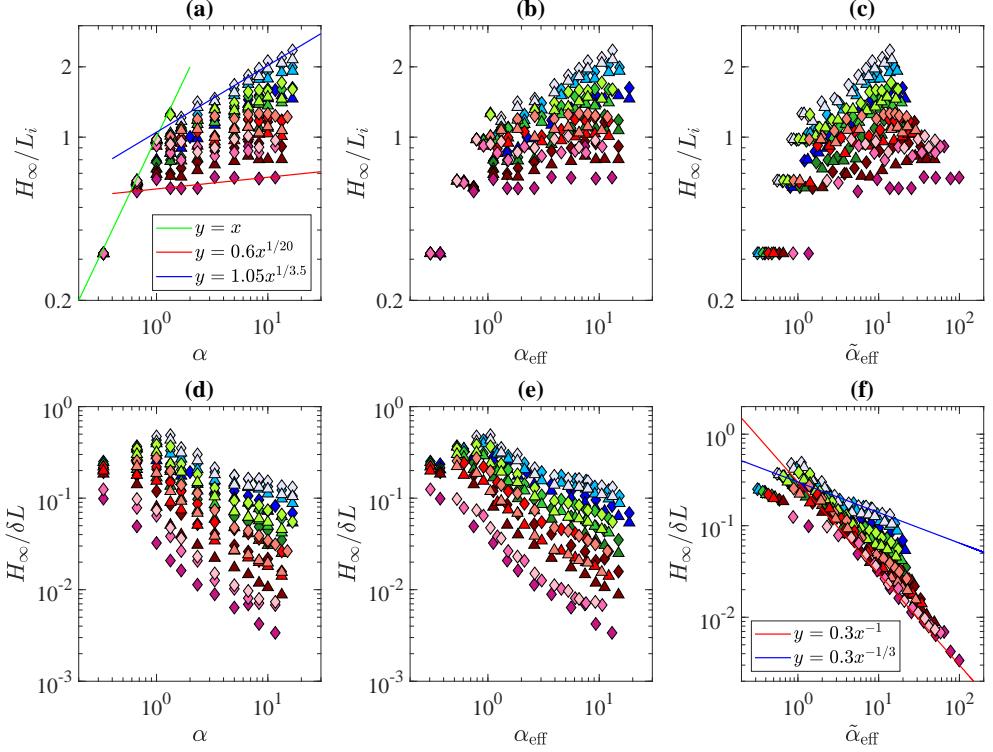 (a) (b) (c)
2 2 2
H∞/Li H∞/Li H∞/Li
1 1 1
y = x
y = 0.6x^{1/20}
y = 1.05x^{1/3.5}
0.2 0.2 0.2
10^0 10^1 10^0 10^1 10^0 10^1 10^2
α α_eff α̃_eff
(d) (e) (f)
10^0 10^0 10^0
10^{-1} 10^{-1} 10^{-1}
H∞/δL H∞/δL H∞/δL
10^{-2} 10^{-2} 10^{-2}
y = 0.3x^{-1}
y = 0.3x^{-1/3}
10^{-3} 10^{-3}
10^0 10^1 10^0 10^1 10^0 10^1 10^2
α α_eff α̃_eff